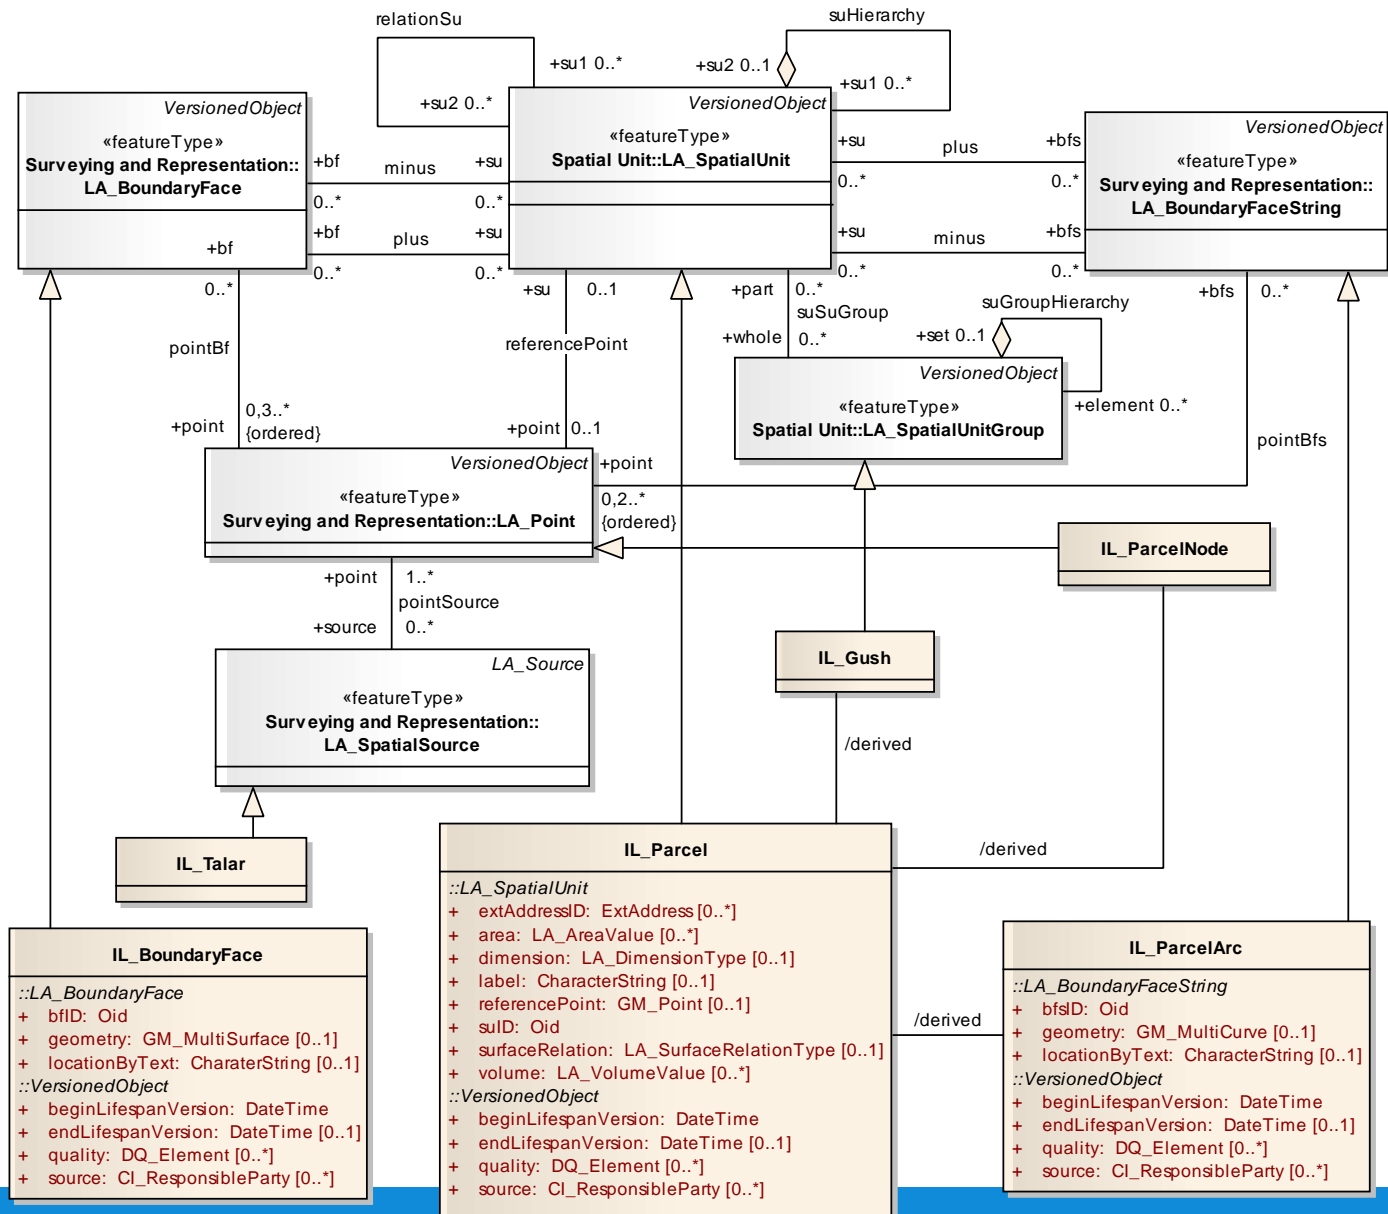 relationSu
suHierarchy
+su1 0..*
+su2 0..*
+su2 0..1
+su1 0..*
VersionedObject
«featureType»
Surveying and Representation::
LA_BoundaryFace
+bf
VersionedObject
«featureType»
Spatial Unit::LA_SpatialUnit
VersionedObject
«featureType»
Surveying and Representation::
LA_BoundaryFaceString
+bf
minus
+su
0..*
0..*
+bf
plus
+su
0..*
0..*
+su
plus
+bfs
0..*
0..*
+su
minus
+bfs
0..*
0..*
0..*
pointBf
0,3..*
+point
{ordered}
+su
0..1
referencePoint
+point
0..1
+part
0..*
suSuGroup
+whole
0..*
suGroupHierarchy
+set 0..1
+element 0..*
+bfs
0..*
pointBfs
VersionedObject
«featureType»
Spatial Unit::LA_SpatialUnitGroup
VersionedObject
«featureType»
Surveying and Representation::LA_Point
+point
0,2..*
{ordered}
IL_ParcelNode
+point
1..*
pointSource
+source
0..*
IL_Gush
LA_Source
«featureType»
Surveying and Representation::
LA_SpatialSource
/derived
/derived
/derived
IL_Talar
IL_BoundaryFace
::LA_BoundaryFace
+ bfID: Oid
+ geometry: GM_MultiSurface [0..1]
+ locationByText: CharaterString [0..1]
::VersionedObject
+ beginLifespanVersion: DateTime
+ endLifespanVersion: DateTime [0..1]
+ quality: DQ_Element [0..*]
+ source: CI_ResponsibleParty [0..*]
IL_Parcel
::LA_SpatialUnit
+ extAddressID: ExtAddress [0..*]
+ area: LA_AreaValue [0..*]
+ dimension: LA_DimensionType [0..1]
+ label: CharacterString [0..1]
+ referencePoint: GM_Point [0..1]
+ suID: Oid
+ surfaceRelation: LA_SurfaceRelationType [0..1]
+ volume: LA_VolumeValue [0..*]
::VersionedObject
+ beginLifespanVersion: DateTime
+ endLifespanVersion: DateTime [0..1]
+ quality: DQ_Element [0..*]
+ source: CI_ResponsibleParty [0..*]
IL_ParcelArc
::LA_BoundaryFaceString
+ bfsID: Oid
+ geometry: GM_MultiCurve [0..1]
+ locationByText: CharacterString [0..1]
::VersionedObject
+ beginLifespanVersion: DateTime
+ endLifespanVersion: DateTime [0..1]
+ quality: DQ_Element [0..*]
+ source: CI_ResponsibleParty [0..*]